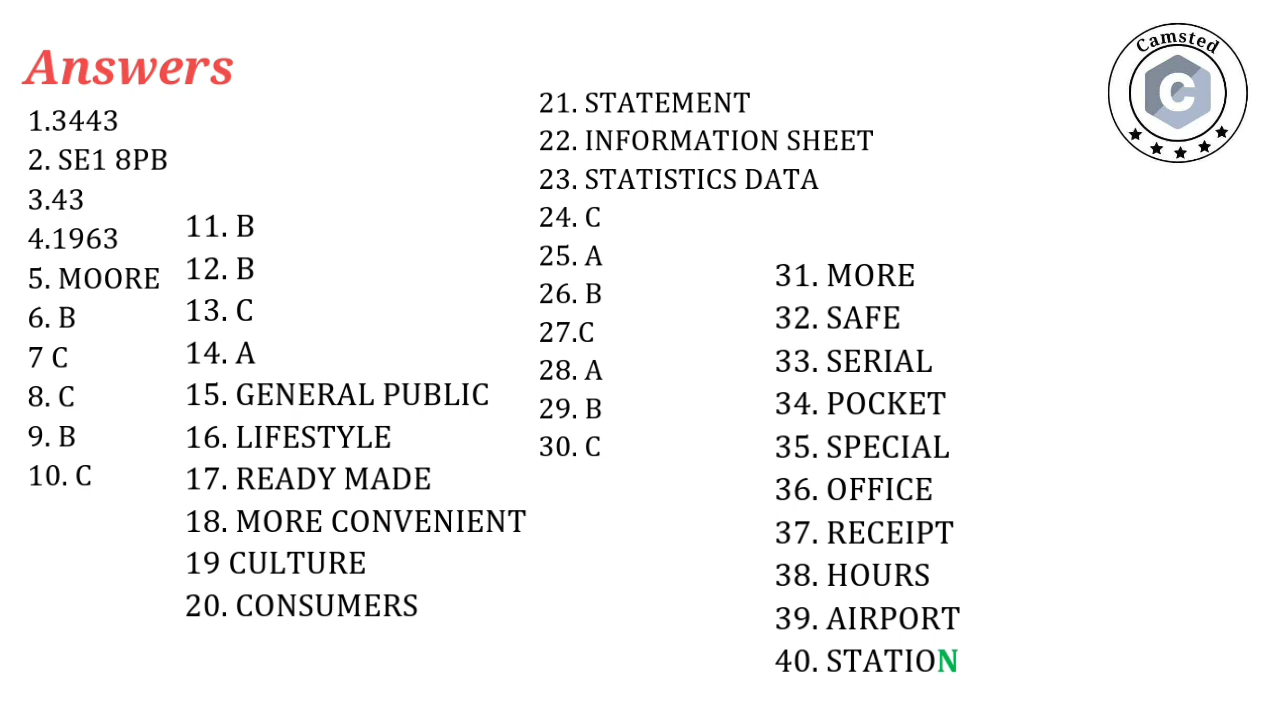 Answers
1.3443
2. SE1 8PB
3.43
4.1963
5. MOORE
6. B
7 C
8. C
9. B
10. C
11. B
12. B
13. C
14. A
15. GENERAL PUBLIC
16. LIFESTYLE
17. READY MADE
18. MORE CONVENIENT
19 CULTURE
20. CONSUMERS
21. STATEMENT
22. INFORMATION SHEET
23. STATISTICS DATA
24. C
25. A
26. B
27.C
28. A
29. B
30. C
31. MORE
32. SAFE
33. SERIAL
34. POCKET
35. SPECIAL
36. OFFICE
37. RECEIPT
38. HOURS
39. AIRPORT
40. STATION
Camsted
C